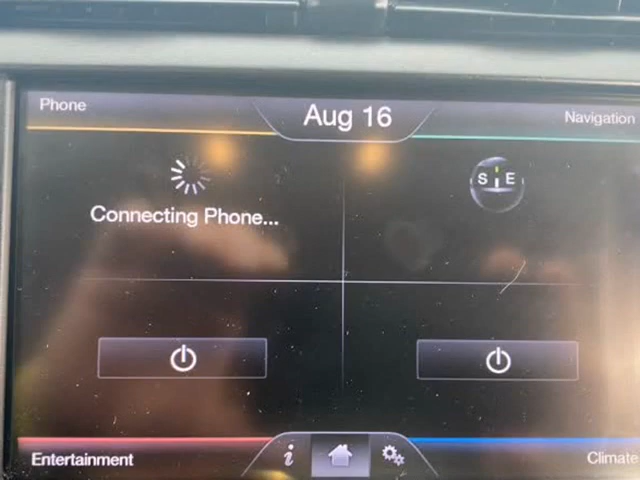 Phone
Aug 16
Navigation
S E
Connecting Phone...
Entertainment
i
Climate